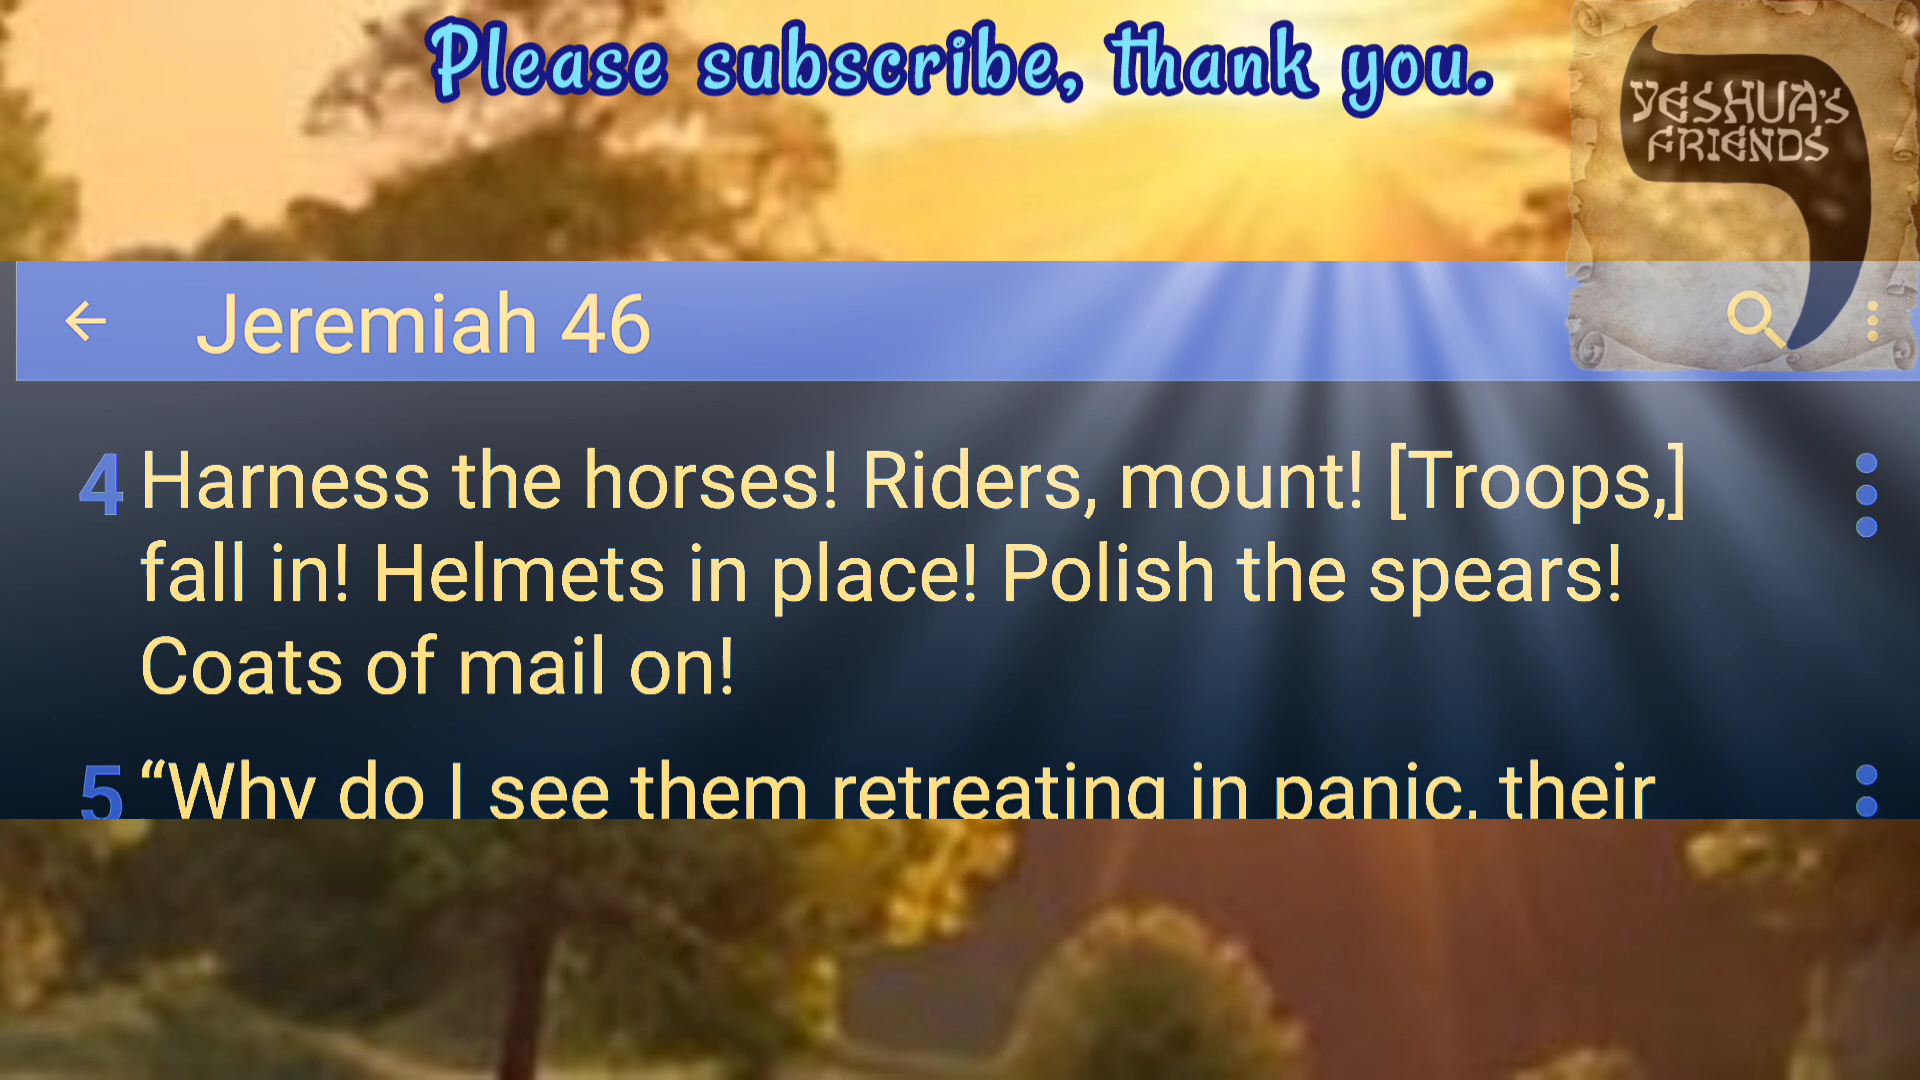 Please subscribe, thank you.
YESHUA'S
FRIENDS
Jeremiah 46
4 Harness the horses! Riders, mount! [Troops,]
fall in! Helmets in place! Polish the spears!
Coats of mail on!
5 “Why do I see them retreating in panic, their